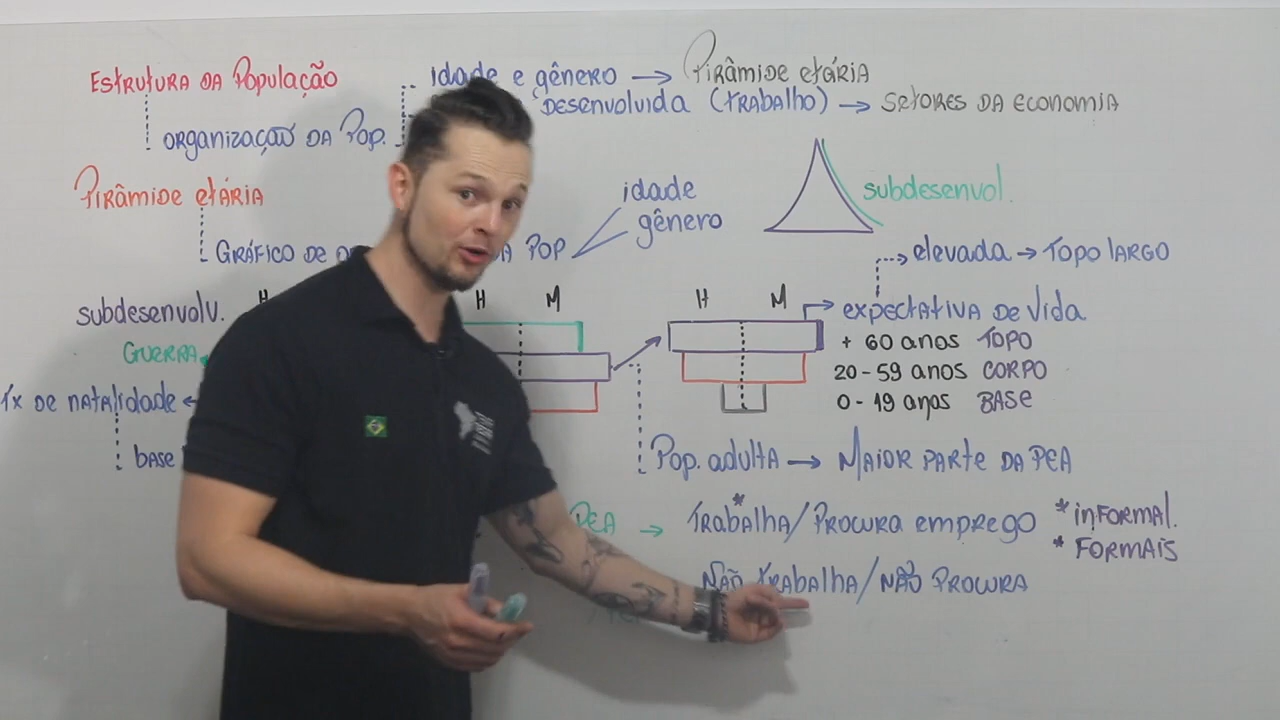 Estrutura da População
idade e gênero → Pirâmide etária
Desenvolvida (trabalho) → Setores da economia
organização da Pop.
Pirâmide etária
idade
gênero
subdesenvol.
Gráfico de
da Pop
elevada → Topo largo
subdesenvolv.
H
H M
H M
expectativa de vida
Guerra
+ 60 anos Topo
20 - 59 anos Corpo
0 - 19 anos Base
Tx de natalidade
base
Pop. adulta → Maior parte da PEA
PEA → Trabalha / Procura emprego
* informal.
* Formais
Não trabalha / não procura